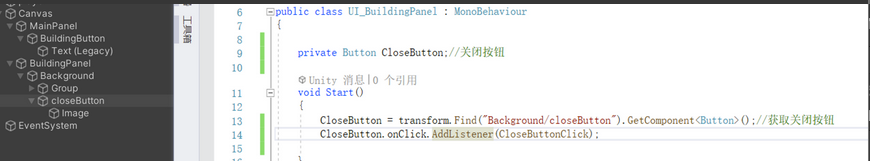 Canvas
MainPanel
BuildingButton
Text (Legacy)
BuildingPanel
Background
Group
closeButton
Image
EventSystem
工具箱
6 public class UI_BuildingPanel : MonoBehaviour
7 {
8
9 private Button CloseButton;//关闭按钮
10
Unity 消息|0 个引用
11 void Start()
12 {
13 CloseButton = transform.Find("Background/closeButton").GetComponent<Button>();//获取关闭按钮
14 CloseButton.onClick.AddListener(CloseButtonClick);
15